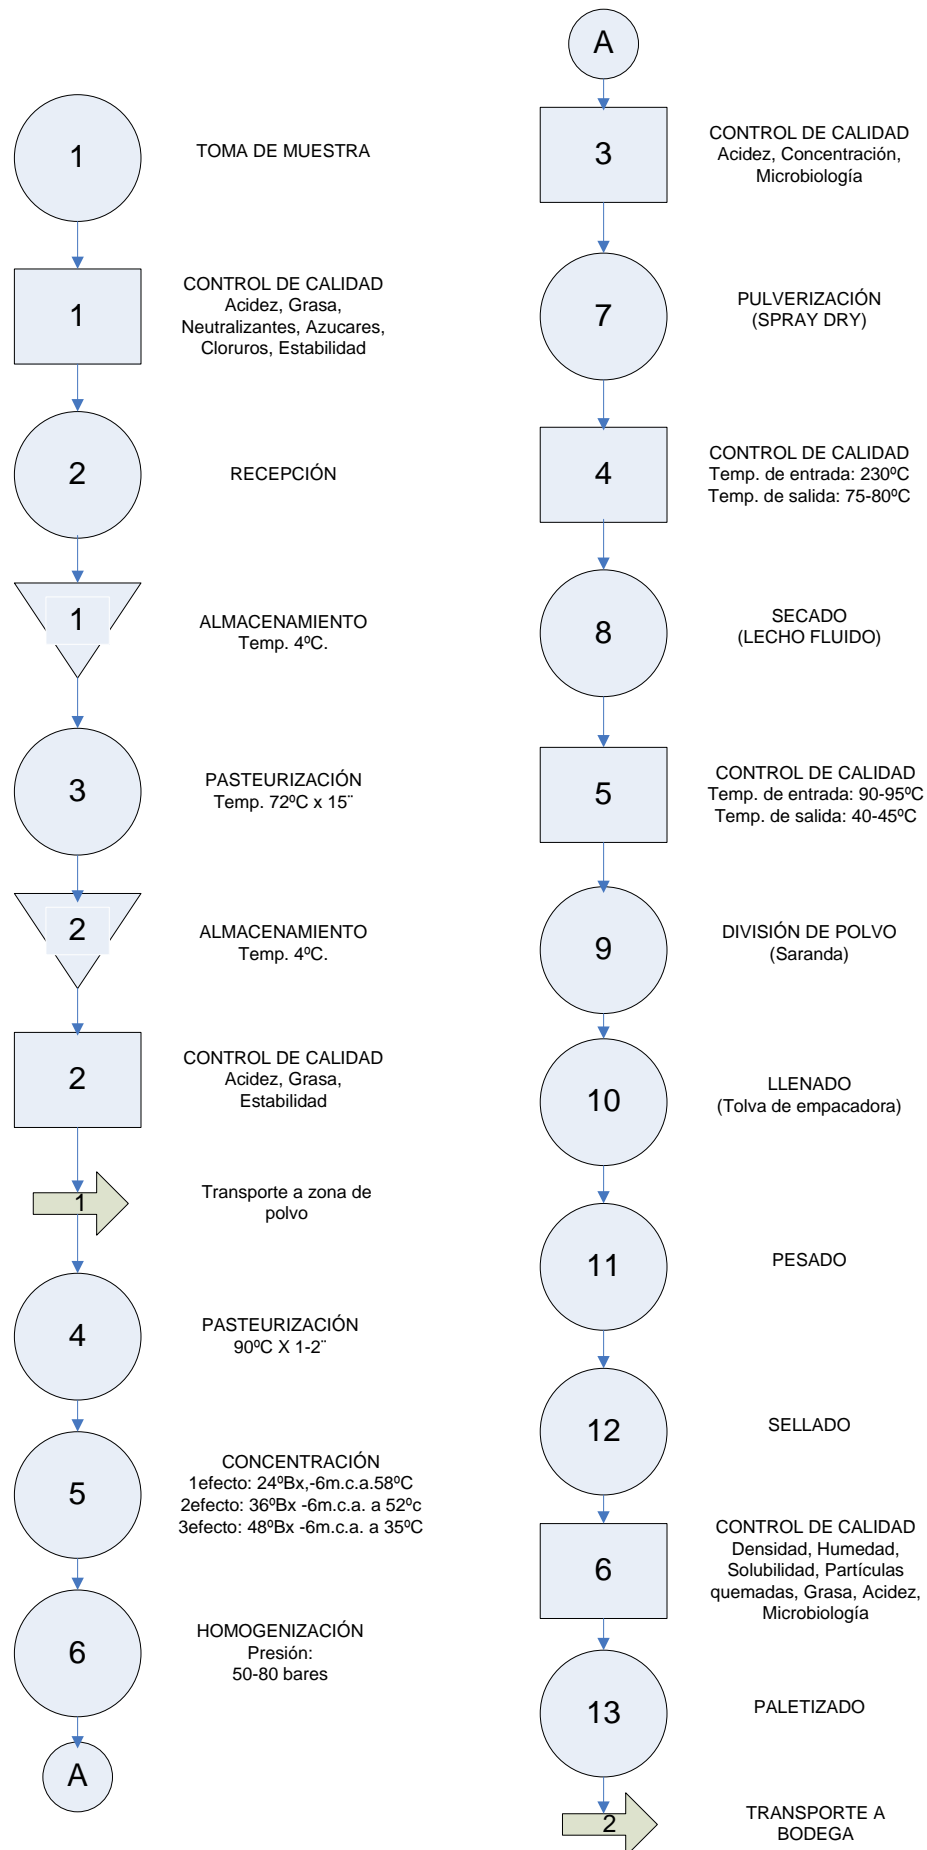 1
TOMA DE MUESTRA
1
CONTROL DE CALIDAD
Acidez, Grasa,
Neutralizantes, Azucares,
Cloruros, Estabilidad
2
RECEPCIÓN
1
ALMACENAMIENTO
Temp. 4ºC.
3
PASTEURIZACIÓN
Temp. 72ºC x 15¨
2
ALMACENAMIENTO
Temp. 4ºC.
2
CONTROL DE CALIDAD
Acidez, Grasa,
Estabilidad
1
Transporte a zona de
polvo
4
PASTEURIZACIÓN
90ºC X 1-2¨
5
CONCENTRACIÓN
1efecto: 24ºBx,-6m.c.a.58ºC
2efecto: 36ºBx -6m.c.a. a 52ºc
3efecto: 48ºBx -6m.c.a. a 35ºC
6
HOMOGENIZACIÓN
Presión:
50-80 bares
A
A
3
CONTROL DE CALIDAD
Acidez, Concentración,
Microbiología
7
PULVERIZACIÓN
(SPRAY DRY)
4
CONTROL DE CALIDAD
Temp. de entrada: 230ºC
Temp. de salida: 75-80ºC
8
SECADO
(LECHO FLUIDO)
5
CONTROL DE CALIDAD
Temp. de entrada: 90-95ºC
Temp. de salida: 40-45ºC
9
DIVISIÓN DE POLVO
(Saranda)
10
LLENADO
(Tolva de empacadora)
11
PESADO
12
SELLADO
6
CONTROL DE CALIDAD
Densidad, Humedad,
Solubilidad, Partículas
quemadas, Grasa, Acidez,
Microbiología
13
PALETIZADO
2
TRANSPORTE A
BODEGA